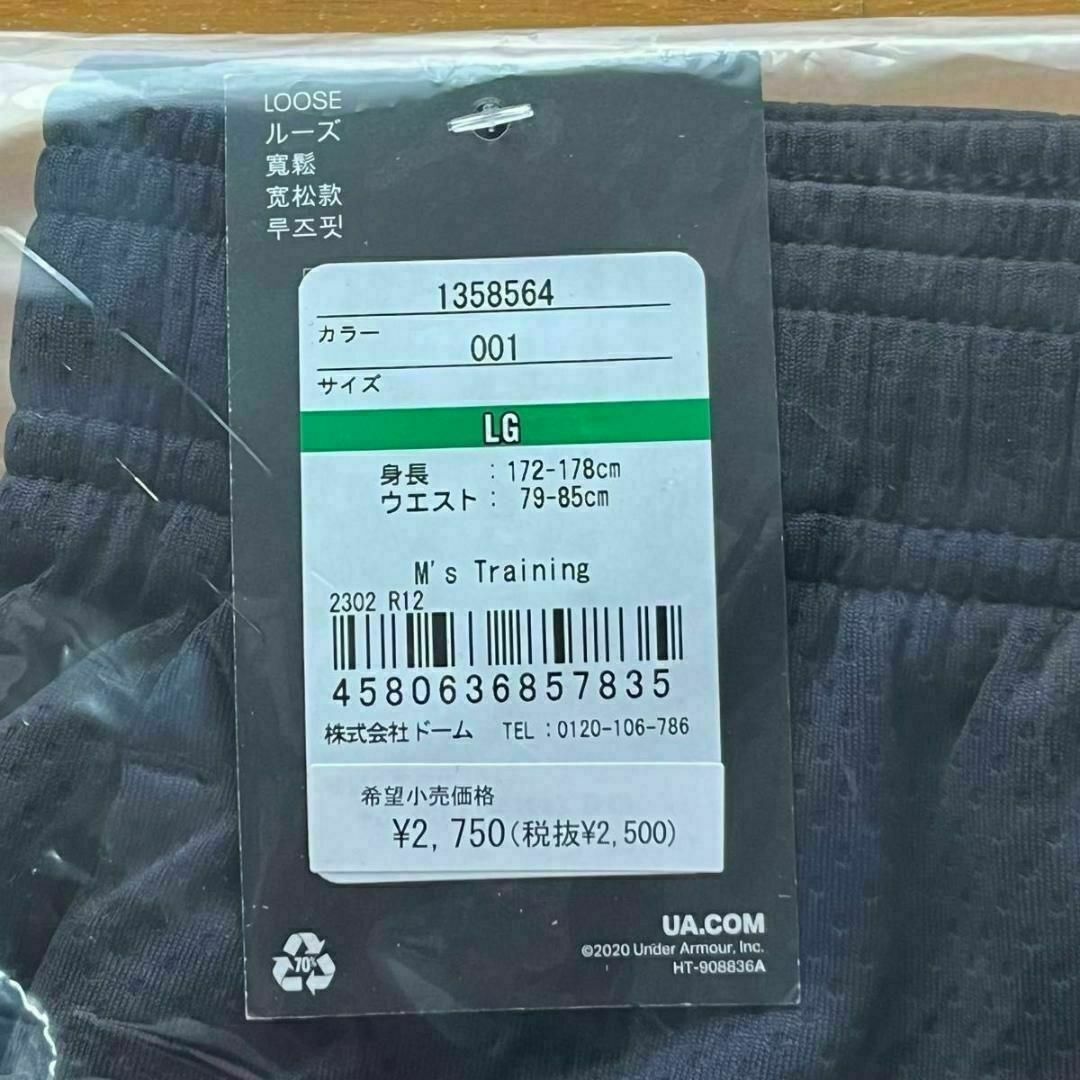 LOOSE
ルーズ
寬鬆
宽松款
루즈핏
1358564
カラー
001
サイズ
LG
身長 : 172-178cm
ウエスト : 79-85cm
M's Training
2302 R12
4580636857835
株式会社ドーム TEL:0120-106-786
希望小売価格
¥2,750(税抜¥2,500)
UA.COM
©2020 Under Armour, Inc.
HT-908836A
70%